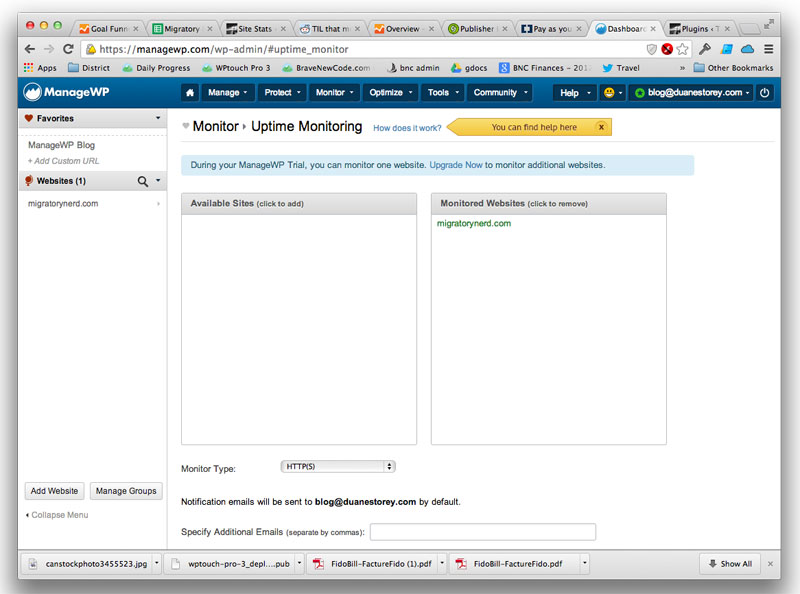 Goal Funn
Migratory
Site Stats -
TIL that m
Overview -
Publisher
Pay as you
Dashboard
Plugins ‹ T
https://managewp.com/wp-admin/#uptime_monitor
Apps
District
Daily Progress
WPtouch Pro 3
BraveNewCode.com
bnc admin
gdocs
BNC Finances – 201
Travel
»
Other Bookmarks
ManageWP
Manage
Protect
Monitor
Optimize
Tools
Community
Help
blog@duanestorey.com
Favorites
ManageWP Blog
+ Add Custom URL
Websites (1)
migratorynerd.com
Add Website
Manage Groups
Collapse Menu
Monitor
Uptime Monitoring
How does it work?
You can find help here x
During your ManageWP Trial, you can monitor one website. Upgrade Now to monitor additional websites.
Available Sites (click to add)
Monitored Websites (click to remove)
migratorynerd.com
Monitor Type:
HTTP(S)
Notification emails will be sent to blog@duanestorey.com by default.
Specify Additional Emails (separate by commas):
canstockphoto3455523.jpg
wptouch-pro-3_depl....pub
FidoBill-FactureFido (1).pdf
FidoBill-FactureFido.pdf
Show All